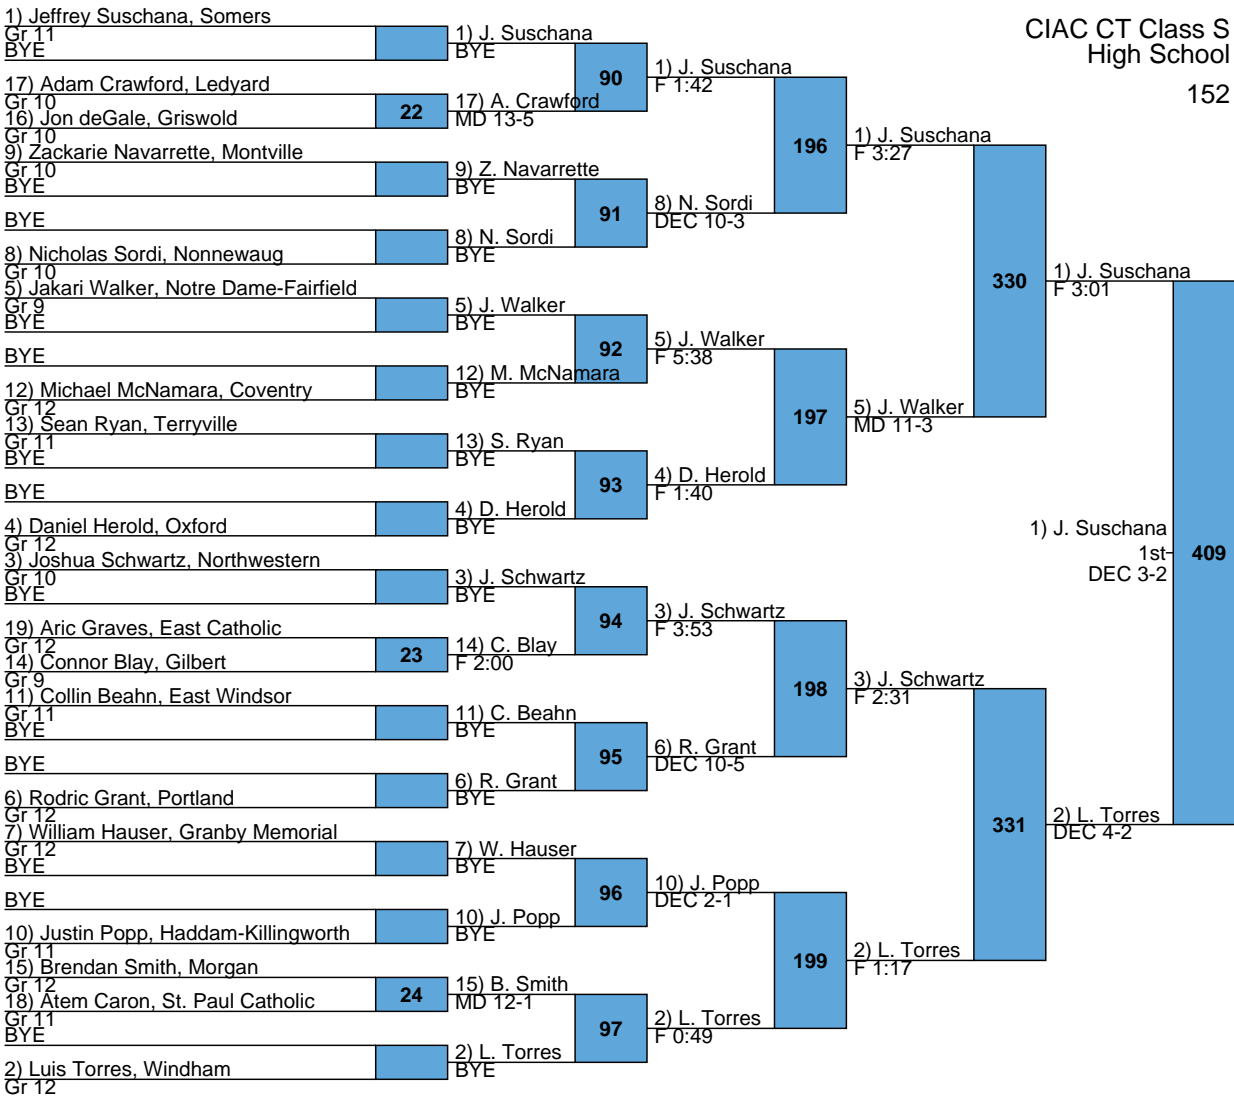 CIAC CT Class S
High School
152
1) Jeffrey Suschana, Somers
Gr 11
BYE
17) Adam Crawford, Ledyard
Gr 10
16) Jon deGale, Griswold
Gr 10
9) Zackarie Navarrette, Montville
Gr 10
BYE
BYE
8) Nicholas Sordi, Nonnewaug
Gr 10
5) Jakari Walker, Notre Dame-Fairfield
Gr 9
BYE
BYE
12) Michael McNamara, Coventry
Gr 12
13) Sean Ryan, Terryville
Gr 11
BYE
BYE
4) Daniel Herold, Oxford
Gr 12
3) Joshua Schwartz, Northwestern
Gr 10
BYE
19) Aric Graves, East Catholic
Gr 12
14) Connor Blay, Gilbert
Gr 9
11) Collin Beahn, East Windsor
Gr 11
BYE
BYE
6) Rodric Grant, Portland
Gr 12
7) William Hauser, Granby Memorial
Gr 12
BYE
BYE
10) Justin Popp, Haddam-Killingworth
Gr 11
15) Brendan Smith, Morgan
Gr 12
18) Atem Caron, St. Paul Catholic
Gr 11
BYE
2) Luis Torres, Windham
Gr 12
22
23
24
1) J. Suschana
BYE
17) A. Crawford
MD 13-5
9) Z. Navarrette
BYE
8) N. Sordi
BYE
5) J. Walker
BYE
12) M. McNamara
BYE
13) S. Ryan
BYE
4) D. Herold
BYE
3) J. Schwartz
BYE
14) C. Blay
F 2:00
11) C. Beahn
BYE
6) R. Grant
BYE
7) W. Hauser
BYE
10) J. Popp
BYE
15) B. Smith
MD 12-1
2) L. Torres
BYE
90
91
92
93
94
95
96
97
1) J. Suschana
F 1:42
8) N. Sordi
DEC 10-3
5) J. Walker
F 5:38
4) D. Herold
F 1:40
3) J. Schwartz
F 3:53
6) R. Grant
DEC 10-5
10) J. Popp
DEC 2-1
2) L. Torres
F 0:49
196
197
198
199
1) J. Suschana
F 3:27
5) J. Walker
MD 11-3
3) J. Schwartz
F 2:31
2) L. Torres
F 1:17
330
331
1) J. Suschana
F 3:01
2) L. Torres
DEC 4-2
409
1) J. Suschana
1st
DEC 3-2